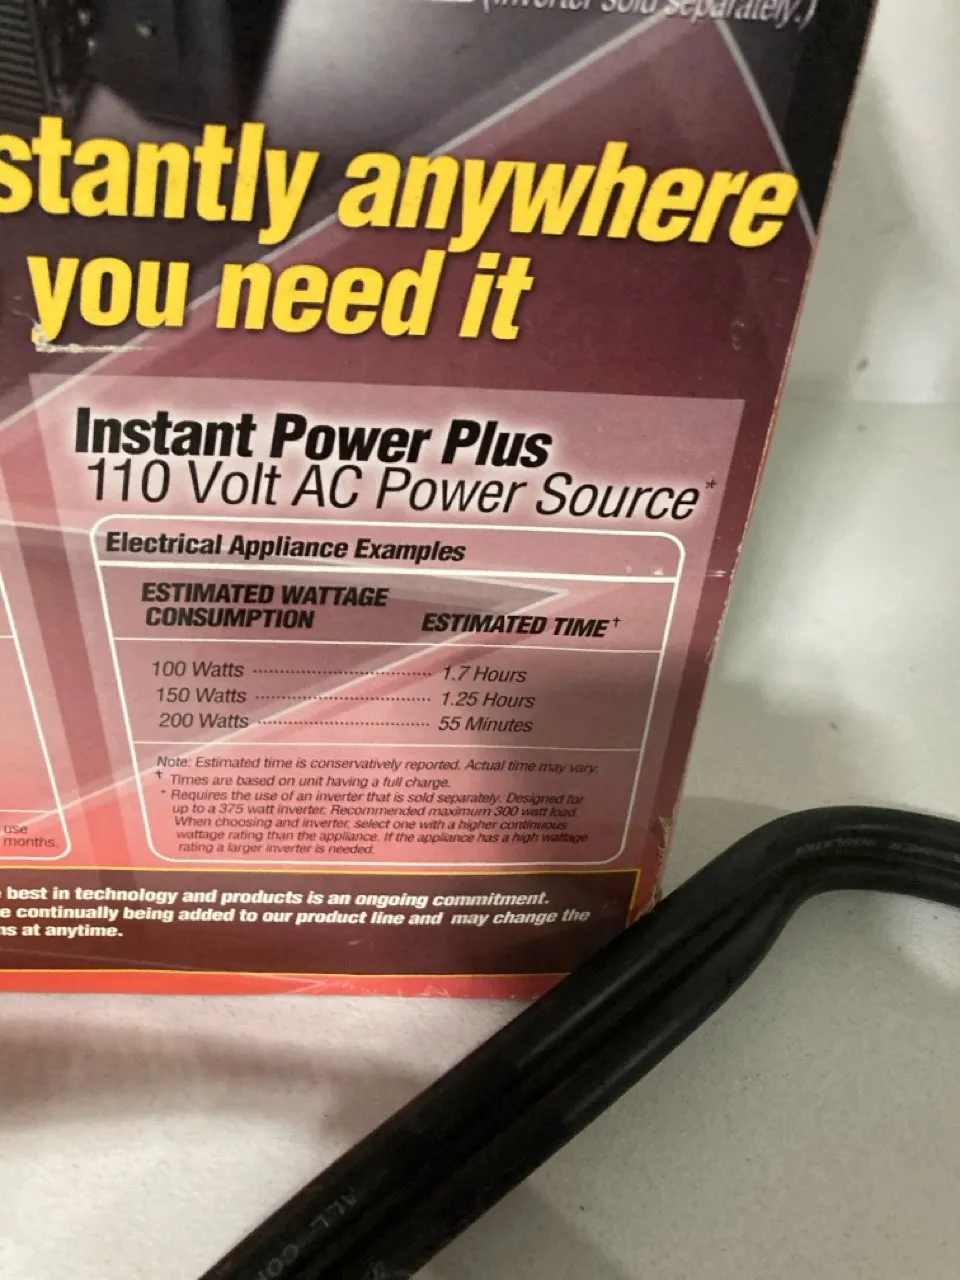 (inverter sold separately.)
stantly anywhere
you need it
Instant Power Plus
110 Volt AC Power Source*
Electrical Appliance Examples
ESTIMATED WATTAGE
CONSUMPTION
ESTIMATED TIME†
100 Watts ........................ 1.7 Hours
150 Watts ........................ 1.25 Hours
200 Watts ........................ 55 Minutes
Note: Estimated time is conservatively reported. Actual time may vary.
† Times are based on unit having a full charge.
* Requires the use of an inverter that is sold separately. Designed for
up to a 375 watt inverter. Recommended maximum 300 watt load.
When choosing and inverter, select one with a higher continuous
wattage rating than the appliance. If the appliance has a high wattage
rating a larger inverter is needed.
use
months.
best in technology and products is an ongoing commitment.
e continually being added to our product line and may change the
ns at anytime.
ALL CO